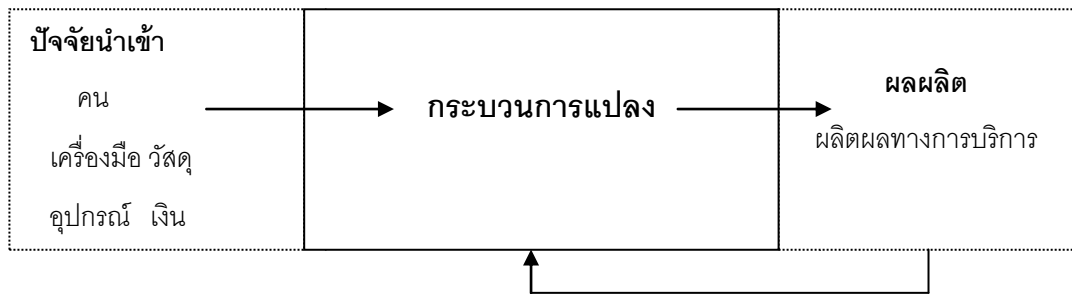 ปัจจัยนำเข้า
คน
เครื่องมือ วัสดุ
อุปกรณ์ เงิน
กระบวนการแปลง
ผลผลิต
ผลิตผลทางการบริการ